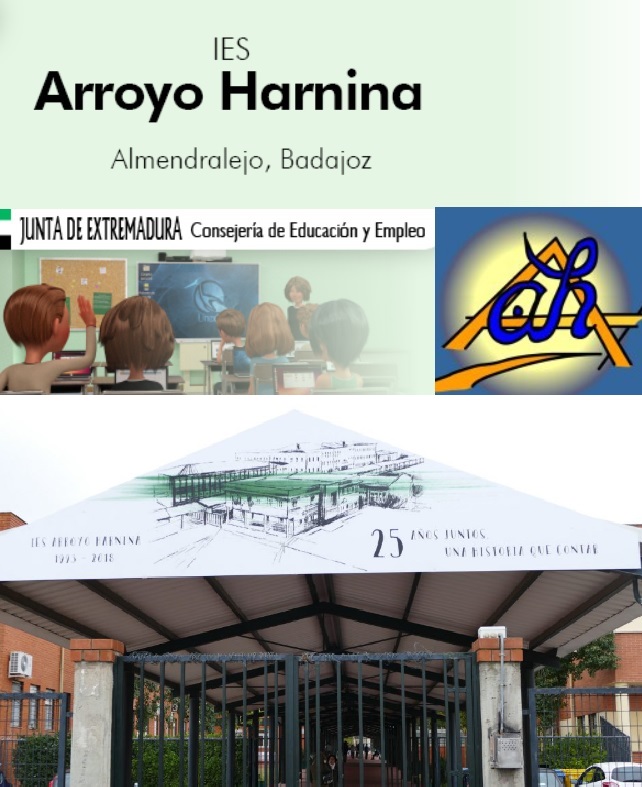 IES
Arroyo Harnina
Almendralejo, Badajoz
JUNTA DE EXTREMADURA Consejería de Educación y Empleo
ah
IES ARROYO HARNINA
1993 - 2018
25 AÑOS JUNTOS
UNA HISTORIA QUE CONTAR